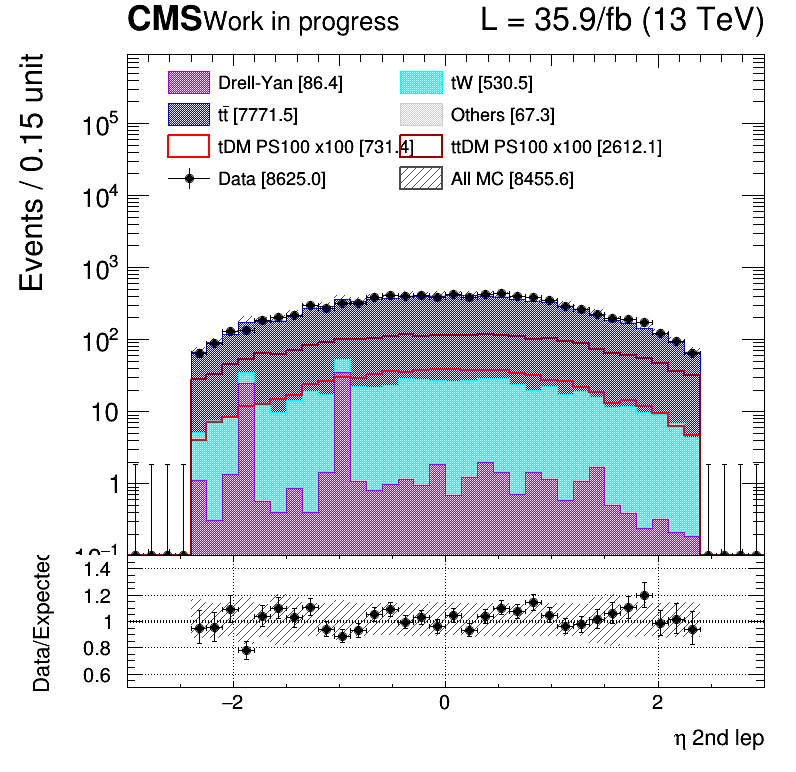 CMS Work in progress L = 35.9/fb (13 TeV)
Events / 0.15 unit
Drell-Yan [86.4] tW [530.5]
tt̄ [7771.5] Others [67.3]
tDM PS100 x100 [731.4] ttDM PS100 x100 [2612.1]
Data [8625.0] All MC [8455.6]
10⁵
10⁴
10³
10²
10
1
10⁻¹
Data/Expected
1.4
1.2
1
0.8
0.6
−2 0 2
η 2nd lep